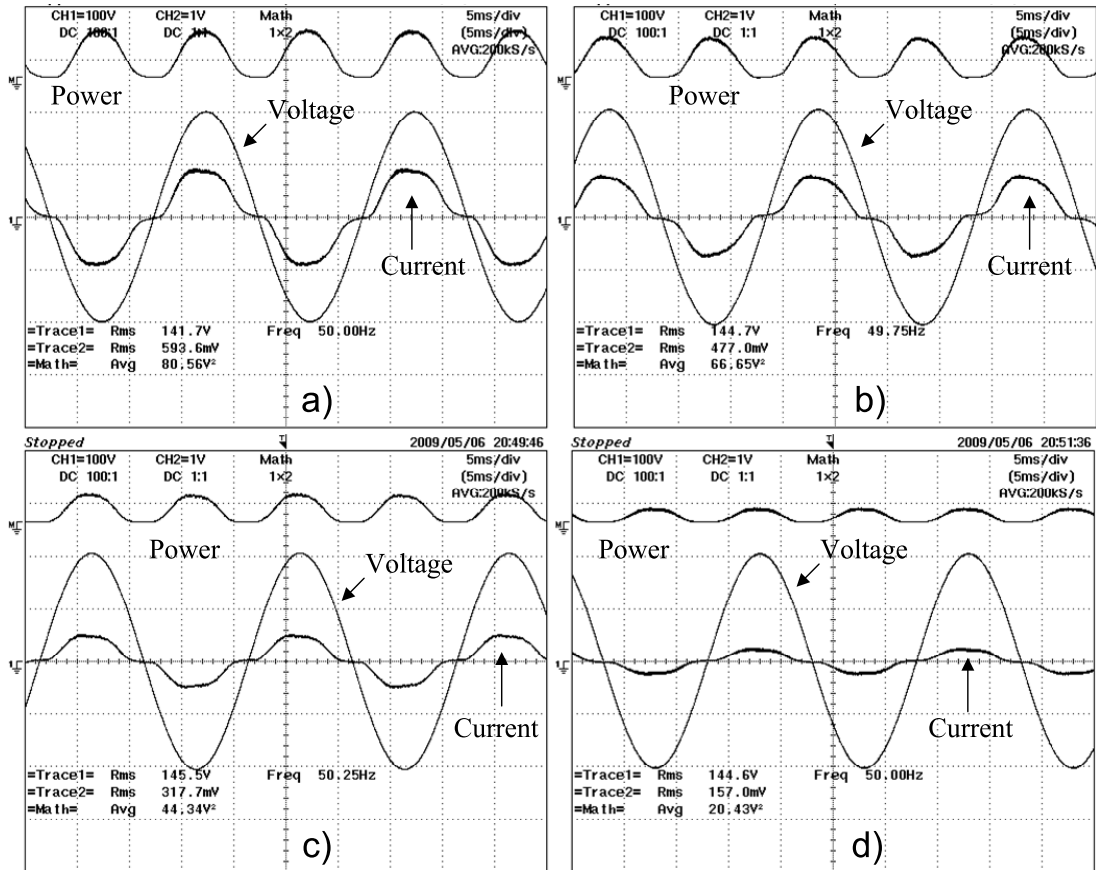 CH1=100V CH2=1V Math 5ms/div
DC 100:1 DC 1:1 1×2 (5ms/div)
AVG:200kS/s
Power
Voltage
Current
=Trace1= Rms 141.7V Freq 50.00Hz
=Trace2= Rms 593.6mV
=Math= Avg 80.56V²
a)
CH1=100V CH2=1V Math 5ms/div
DC 100:1 DC 1:1 1×2 (5ms/div)
AVG:200kS/s
Power
Voltage
Current
=Trace1= Rms 144.7V Freq 49.75Hz
=Trace2= Rms 477.0mV
=Math= Avg 66.65V²
b)
Stopped 2009/05/06 20:49:46
CH1=100V CH2=1V Math 5ms/div
DC 100:1 DC 1:1 1×2 (5ms/div)
AVG:200kS/s
Power
Voltage
Current
=Trace1= Rms 145.5V Freq 50.25Hz
=Trace2= Rms 317.7mV
=Math= Avg 44.34V²
c)
Stopped 2009/05/06 20:51:36
CH1=100V CH2=1V Math 5ms/div
DC 100:1 DC 1:1 1×2 (5ms/div)
AVG:200kS/s
Power
Voltage
Current
=Trace1= Rms 144.6V Freq 50.00Hz
=Trace2= Rms 157.0mV
=Math= Avg 20.43V²
d)